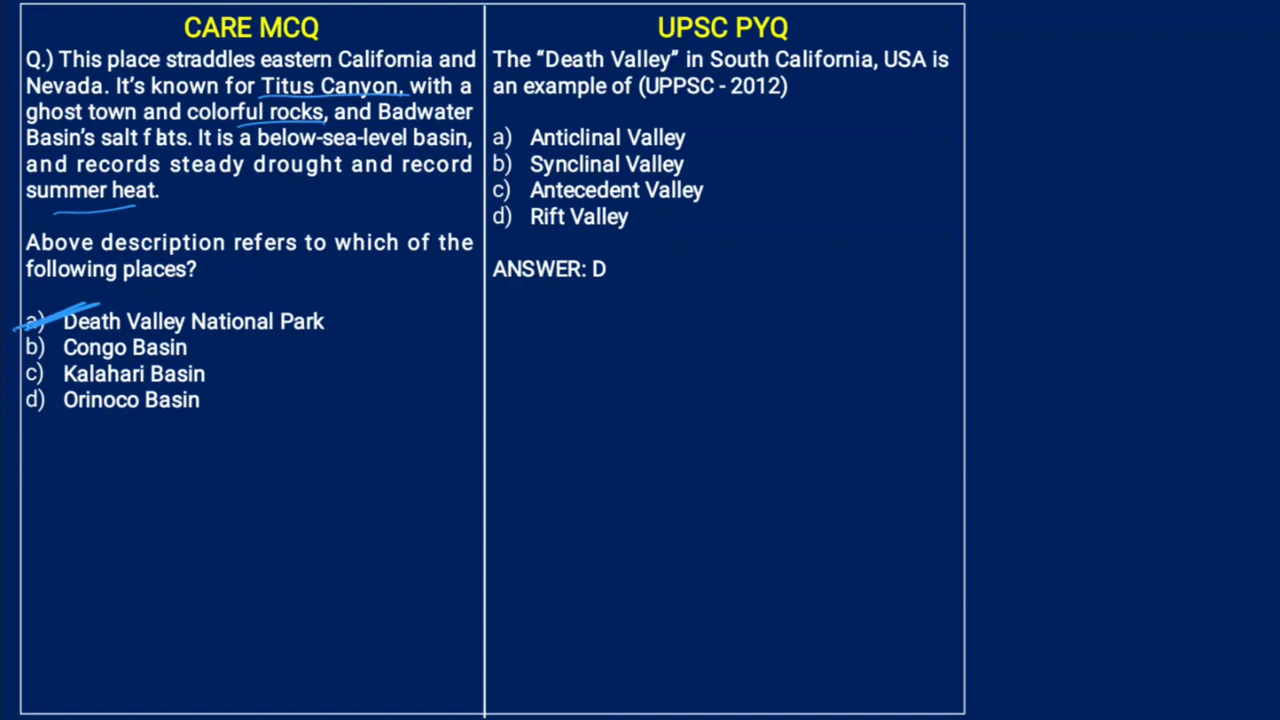 CARE MCQ
Q.) This place straddles eastern California and
Nevada. It's known for Titus Canyon, with a
ghost town and colorful rocks, and Badwater
Basin's salt flats. It is a below-sea-level basin,
and records steady drought and record
summer heat.
Above description refers to which of the
following places?
a) Death Valley National Park
b) Congo Basin
c) Kalahari Basin
d) Orinoco Basin
UPSC PYQ
The “Death Valley” in South California, USA is
an example of (UPPSC - 2012)
a) Anticlinal Valley
b) Synclinal Valley
c) Antecedent Valley
d) Rift Valley
ANSWER: D